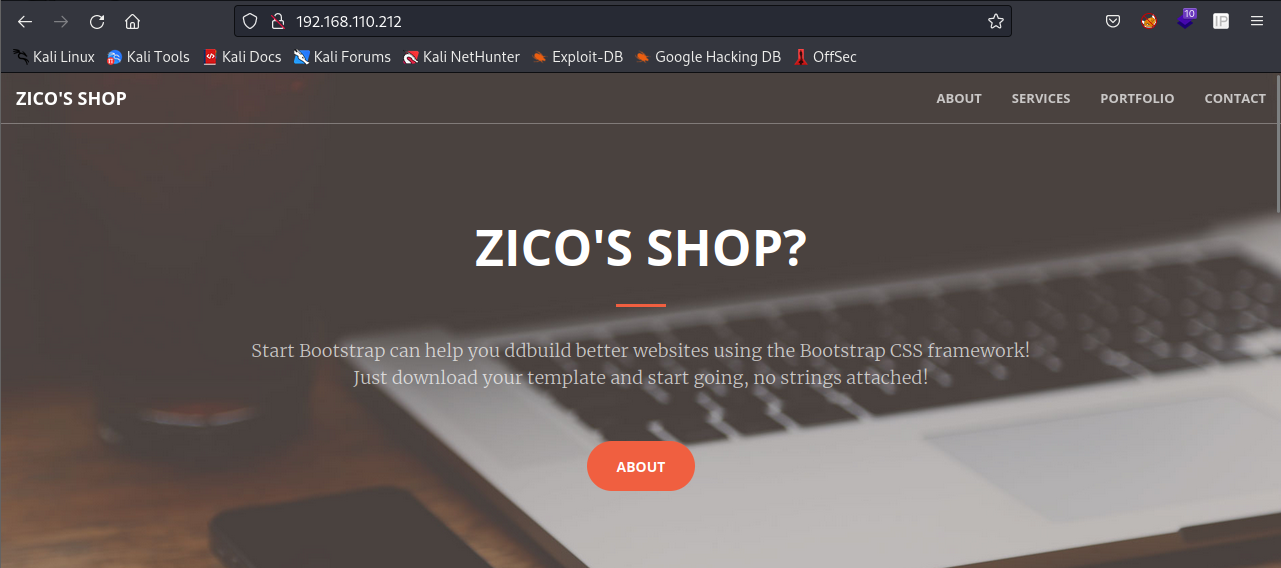 192.168.110.212
10
IP
Kali Linux Kali Tools Kali Docs Kali Forums Kali NetHunter Exploit-DB Google Hacking DB OffSec
ZICO'S SHOP ABOUT SERVICES PORTFOLIO CONTACT
ZICO'S SHOP?
Start Bootstrap can help you ddbuild better websites using the Bootstrap CSS framework!
Just download your template and start going, no strings attached!
ABOUT